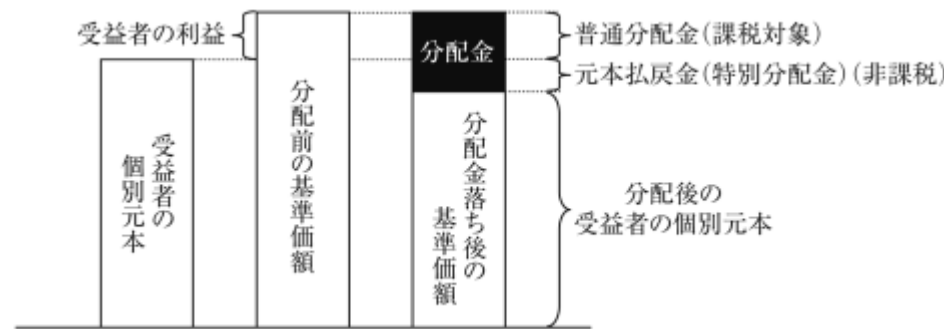 受益者の利益
分配金
普通分配金(課税対象)
元本払戻金(特別分配金)(非課税)
受益者の
個別元本
分配前の基準価額
分配金落ち後の
基準価額
分配後の
受益者の個別元本